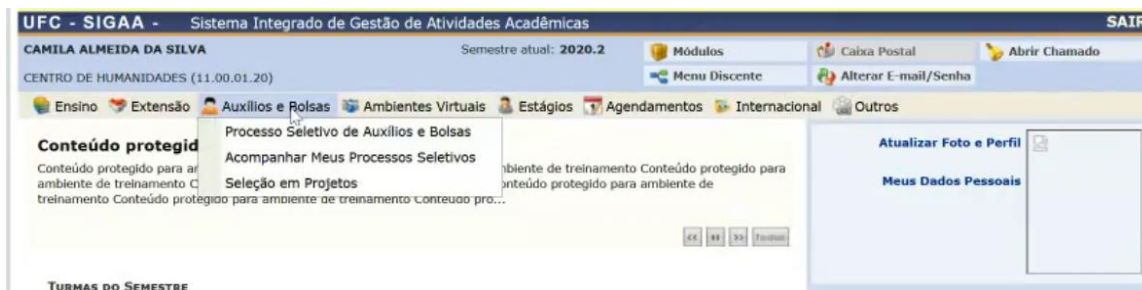 UFC - SIGAA - Sistema Integrado de Gestão de Atividades Acadêmicas SAIR
CAMILA ALMEIDA DA SILVA Semestre atual: 2020.2 Módulos Caixa Postal Abrir Chamado
CENTRO DE HUMANIDADES (11.00.01.20) Menu Discente Alterar E-mail/Senha
Ensino Extensão Auxílios e Bolsas Ambientes Virtuais Estágios Agendamentos Internacional Outros
Processo Seletivo de Auxílios e Bolsas
Acompanhar Meus Processos Seletivos
Seleção em Projetos
Conteúdo protegid
Conteúdo protegido para ambiente de treinamento Conteúdo protegido para
ambiente de treinamento C onteúdo protegido para ambiente de
treinamento Conteúdo protegido para ambiente de treinamento Conteúdo pro...
Atualizar Foto e Perfil
Meus Dados Pessoais
TURMAS DO SEMESTRE